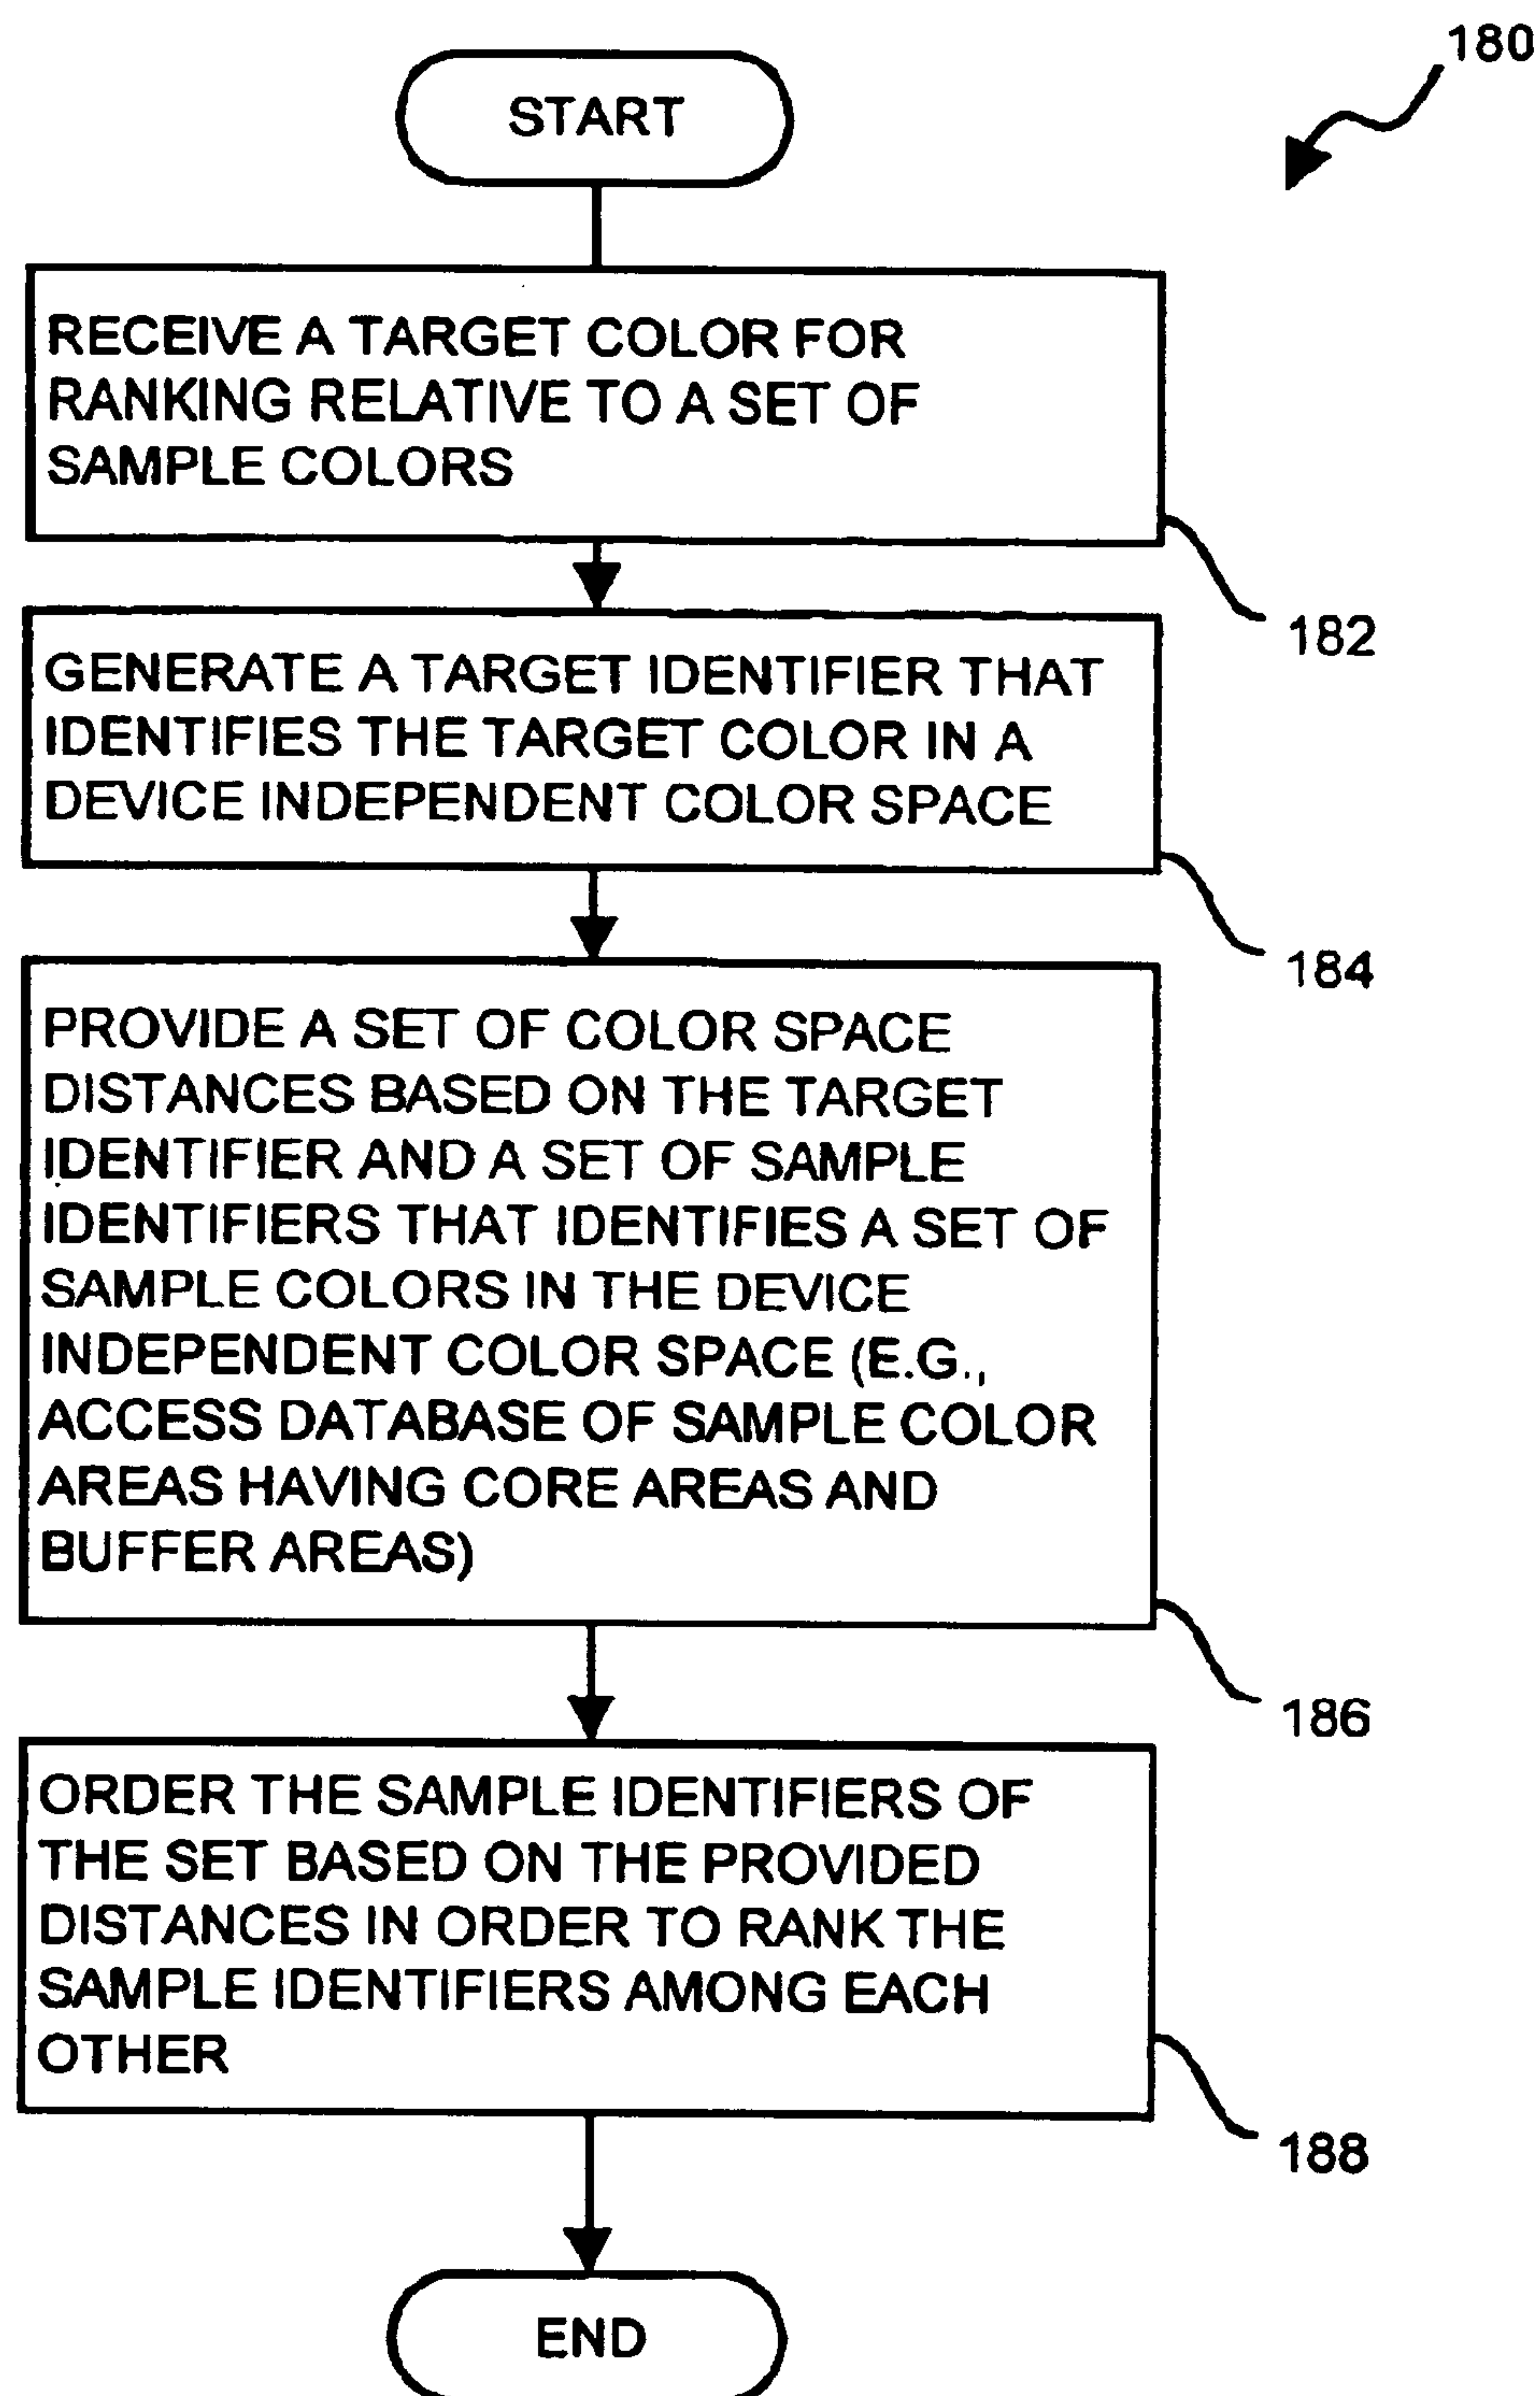 180
START
RECEIVE A TARGET COLOR FOR
RANKING RELATIVE TO A SET OF
SAMPLE COLORS
182
GENERATE A TARGET IDENTIFIER THAT
IDENTIFIES THE TARGET COLOR IN A
DEVICE INDEPENDENT COLOR SPACE
184
PROVIDE A SET OF COLOR SPACE
DISTANCES BASED ON THE TARGET
IDENTIFIER AND A SET OF SAMPLE
IDENTIFIERS THAT IDENTIFIES A SET OF
SAMPLE COLORS IN THE DEVICE
INDEPENDENT COLOR SPACE (E.G.,
ACCESS DATABASE OF SAMPLE COLOR
AREAS HAVING CORE AREAS AND
BUFFER AREAS)
186
ORDER THE SAMPLE IDENTIFIERS OF
THE SET BASED ON THE PROVIDED
DISTANCES IN ORDER TO RANK THE
SAMPLE IDENTIFIERS AMONG EACH
OTHER
188
END